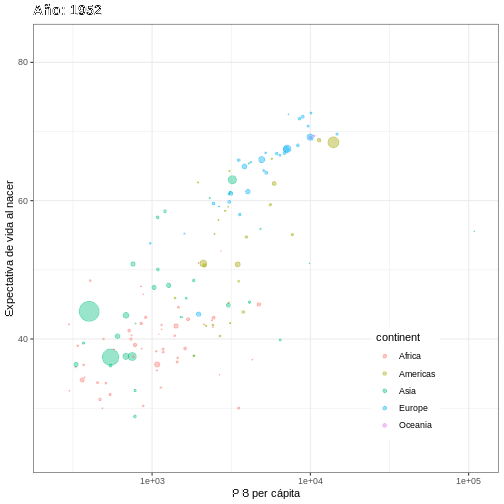 Año: 1952
Expectativa de vida al nacer
80
60
40
continent
Africa
Americas
Asia
Europe
Oceania
1e+03
1e+04
1e+05
per cápita